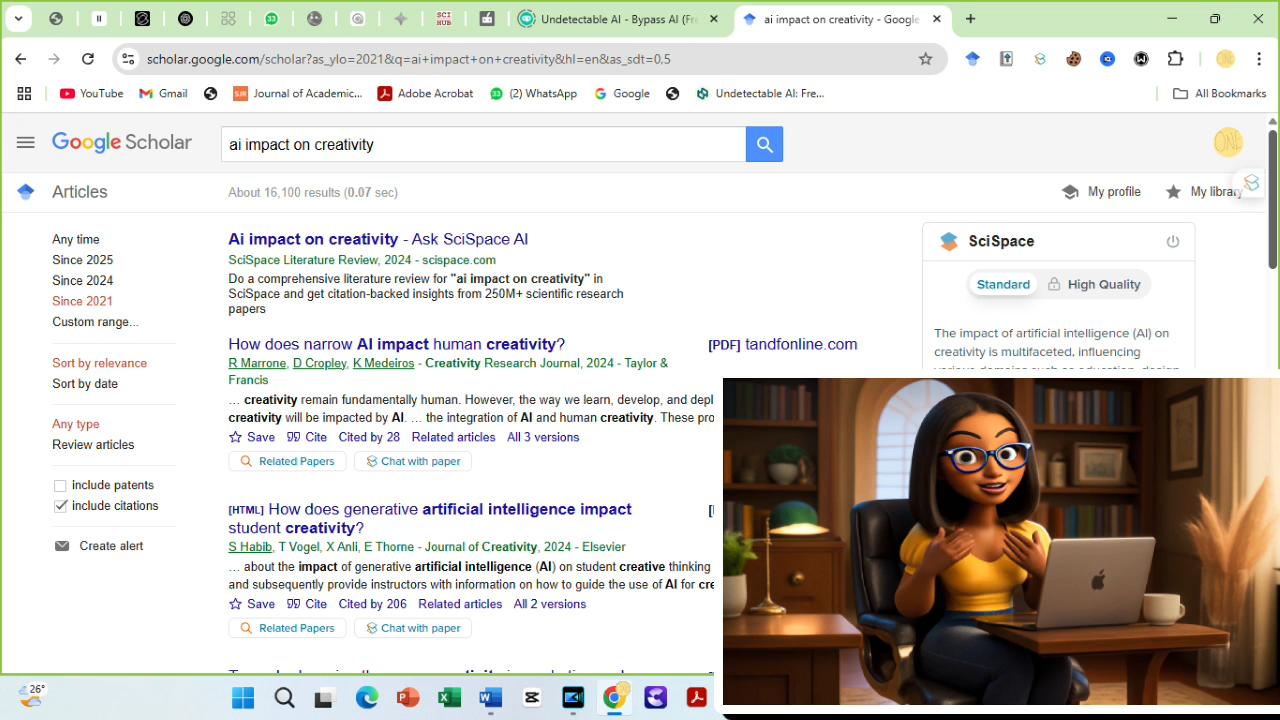 33
SCI HUB
Undetectable AI - Bypass AI (Fre
ai impact on creativity - Google
scholar.google.com/scholar?as_ylo=2021&q=ai+impact+on+creativity&hl=en&as_sdt=0,5
YouTube
Gmail
SJR
Journal of Academic...
Adobe Acrobat
33
(2) WhatsApp
Google
Undetectable AI: Fre...
All Bookmarks
Google Scholar
ai impact on creativity
Articles
About 16,100 results (0.07 sec)
My profile
My library
Any time
Since 2025
Since 2024
Since 2021
Custom range...
Sort by relevance
Sort by date
Any type
Review articles
include patents
include citations
Create alert
Ai impact on creativity - Ask SciSpace AI
SciSpace Literature Review, 2024 - scispace.com
Do a comprehensive literature review for "ai impact on creativity" in
SciSpace and get citation-backed insights from 250M+ scientific research
papers
How does narrow AI impact human creativity?
[PDF] tandfonline.com
R Marrone, D Cropley, K Medeiros - Creativity Research Journal, 2024 - Taylor &
Francis
… creativity remain fundamentally human. However, the way we learn, develop, and depl
creativity will be impacted by AI. … the integration of AI and human creativity. These pro
Save Cite Cited by 28 Related articles All 3 versions
Related Papers Chat with paper
[HTML] How does generative artificial intelligence impact
student creativity?
S Habib, T Vogel, X Anli, E Thorne - Journal of Creativity, 2024 - Elsevier
… about the impact of generative artificial intelligence (AI) on student creative thinking
and subsequently provide instructors with information on how to guide the use of AI for cre
Save Cite Cited by 206 Related articles All 2 versions
Related Papers Chat with paper
SciSpace
Standard
High Quality
The impact of artificial intelligence (AI) on
creativity is multifaceted, influencing
26°